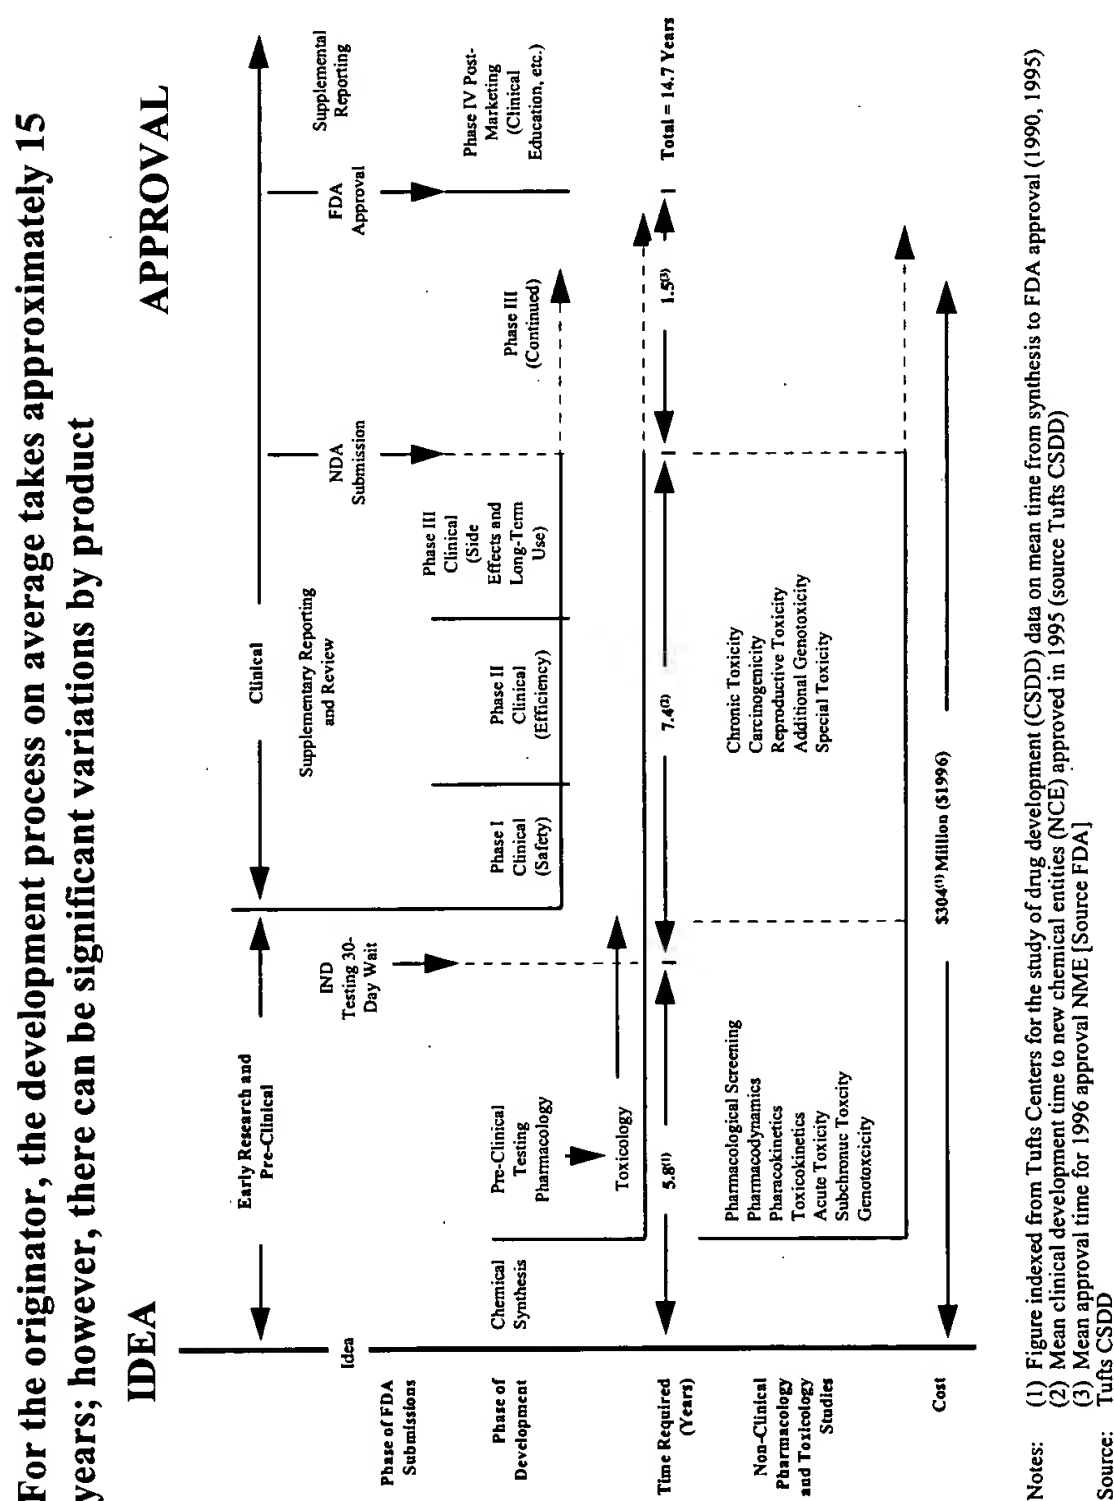 For the originator, the development process on average takes approximately 15
years; however, there can be significant variations by product
IDEA
APPROVAL
Early Research and
Pre-Clinical
Clinical
Phase of FDA
Submissions
Idea
IND
Testing 30-
Day Wait
Supplementary Reporting
and Review
NDA
Submission
FDA
Approval
Supplemental
Reporting
Phase of
Development
Chemical
Synthesis
Pre-Clinical
Testing
Pharmacology
Toxicology
Phase I
Clinical
(Safety)
Phase II
Clinical
(Efficiency)
Phase III
Clinical
(Side
Effects and
Long-Term
Use)
Phase III
(Continued)
Phase IV Post-
Marketing
(Clinical
Education, etc.)
Time Required
(Years)
5.8(1)
7.4(2)
1.5(3)
Total = 14.7 Years
Non-Clinical
Pharmacology
and Toxicology
Studies
Pharmacological Screening
Pharmacodynamics
Pharacokinetics
Toxicokinetics
Acute Toxicity
Subchronuc Toxcity
Genotoxcicity
Chronic Toxicity
Carcinogenicity
Reproductive Toxicity
Additional Genotoxicity
Special Toxicity
Cost
$304(1) Million ($1996)
Notes: (1) Figure indexed from Tufts Centers for the study of drug development (CSDD) data on mean time from synthesis to FDA approval (1990, 1995)
(2) Mean clinical development time to new chemical entities (NCE) approved in 1995 (source Tufts CSDD)
(3) Mean approval time for 1996 approval NME [Source FDA]
Source: Tufts CSDD